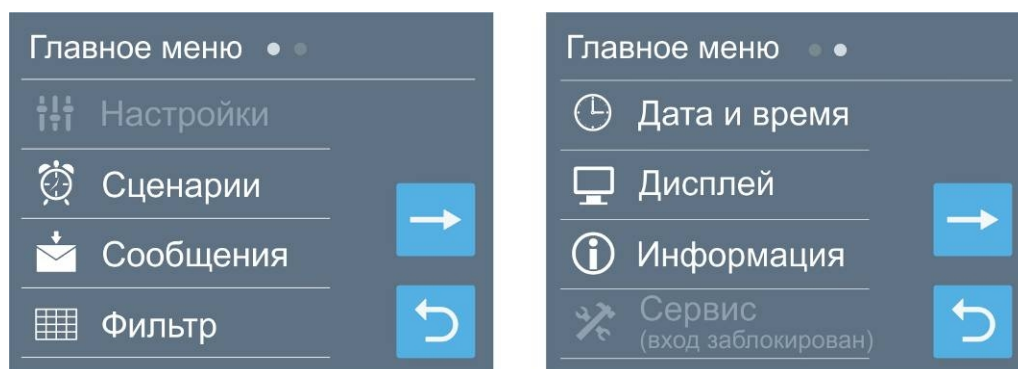 Главное меню
Настройки
Сценарии
Сообщения
Фильтр
Главное меню
Дата и время
Дисплей
Информация
Сервис
(вход заблокирован)